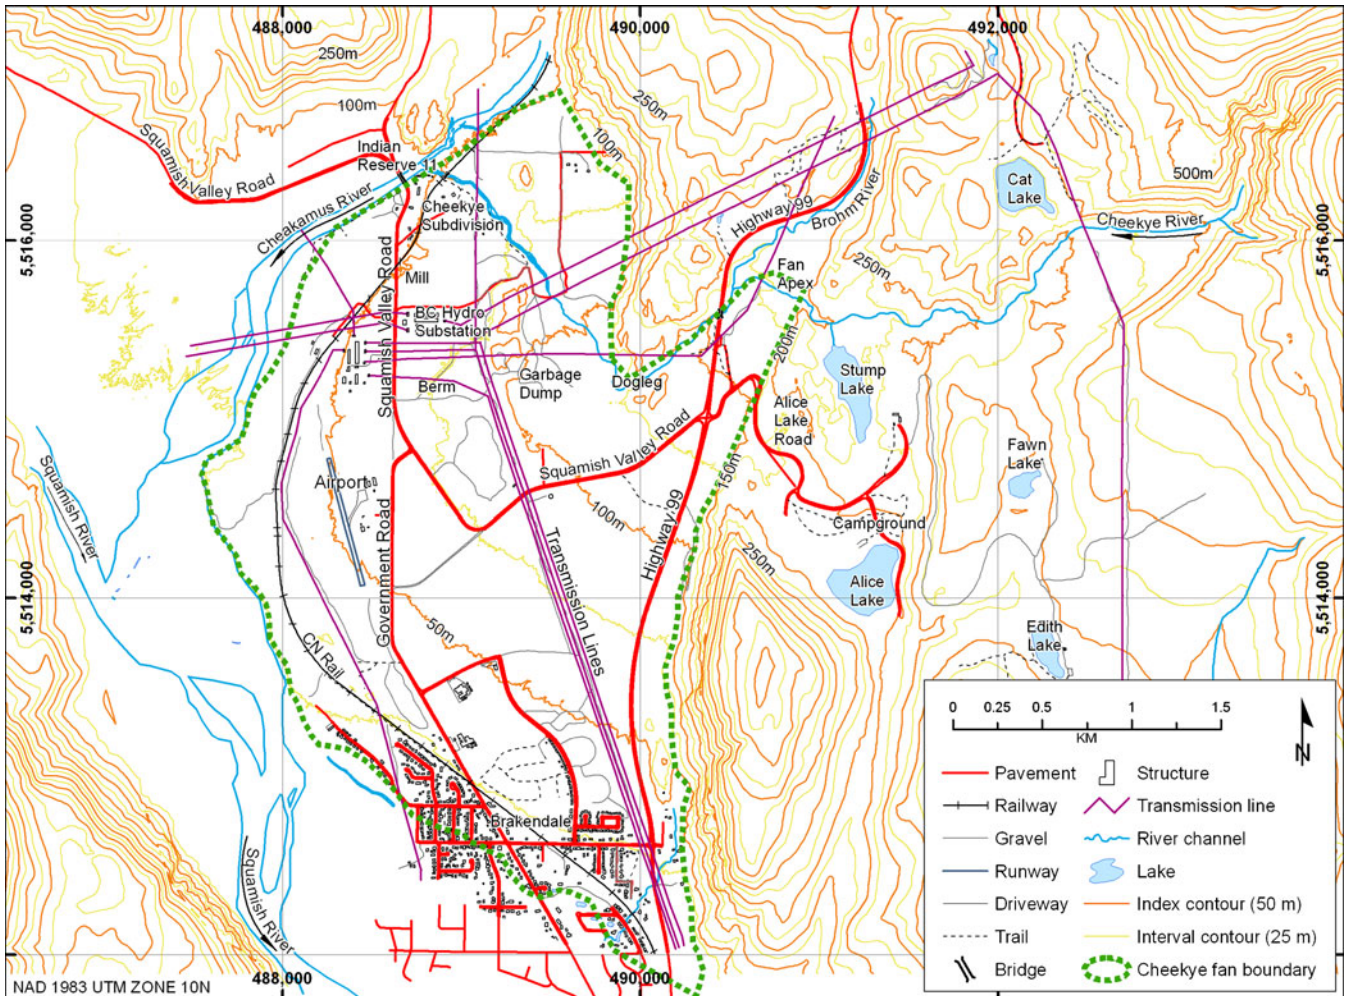 488,000
490,000
492,000
250m
100m
250m
100m
Squamish Valley Road
Indian
Reserve 11
Cheakamus River
Cheekye
Subdivision
Highway 99
Brohm River
Cat
Lake
500m
Cheekye River
5,516,000
5,516,000
Squamish Valley Road
Mill
Fan
Apex
250m
BC Hydro
Substation
200m
Berm
Garbage
Dump
Dogleg
Stump
Lake
Alice
Lake
Road
Squamish Valley Road
150m
Fawn
Lake
Squamish River
Airport
Government Road
100m
Highway 99
Campground
Transmission Lines
250m
Alice
Lake
5,514,000
5,514,000
50m
CN Rail
Edith
Lake
Brakendale
Squamish River
0 0.25 0.5 1 1.5
KM
N
Pavement
Structure
Railway
Transmission line
Gravel
River channel
Runway
Lake
Driveway
Index contour (50 m)
Trail
Interval contour (25 m)
Bridge
Cheekye fan boundary
NAD 1983 UTM ZONE 10N
488,000
490,000